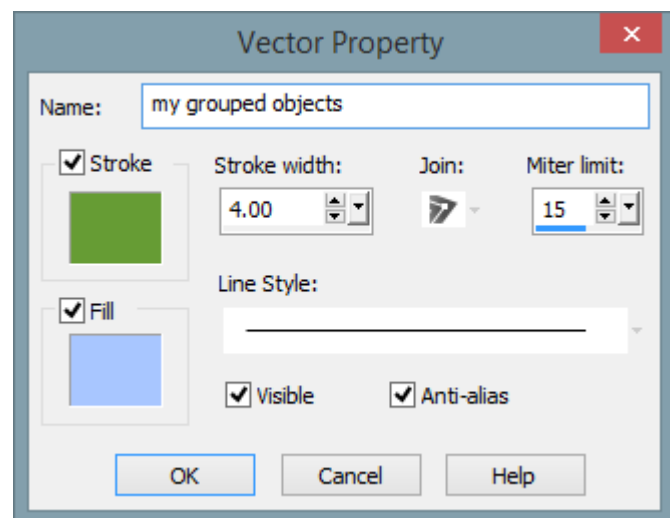 Vector Property
Name: my grouped objects
Stroke Stroke width: Join: Miter limit:
4.00 15
Line Style:
Fill
Visible Anti-alias
OK Cancel Help